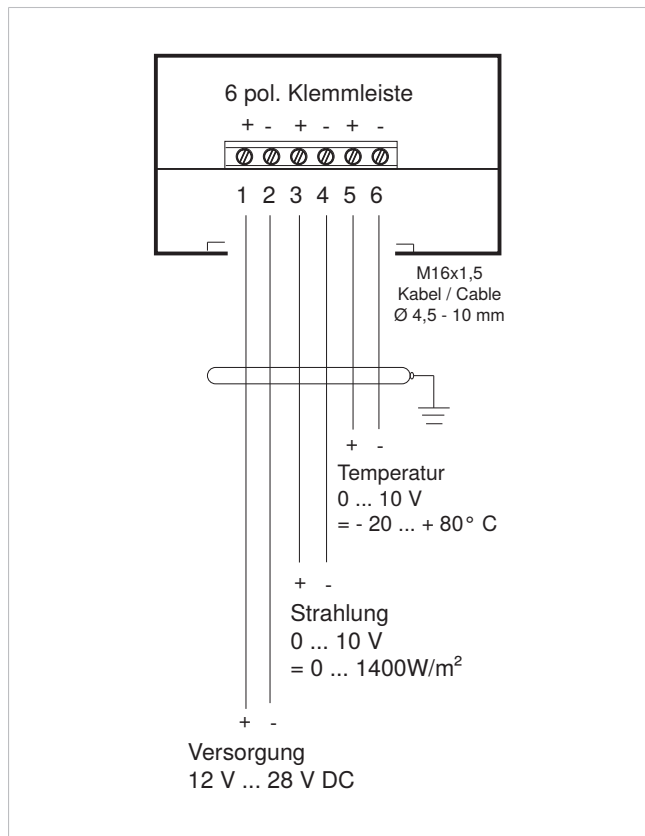 6 pol. Klemmleiste
+ - + - + -
1 2 3 4 5 6
M16x1,5
Kabel / Cable
Ø 4,5 - 10 mm
+ -
Temperatur
0 ... 10 V
= - 20 ... + 80° C
+ -
Strahlung
0 ... 10 V
= 0 ... 1400W/m²
+ -
Versorgung
12 V ... 28 V DC